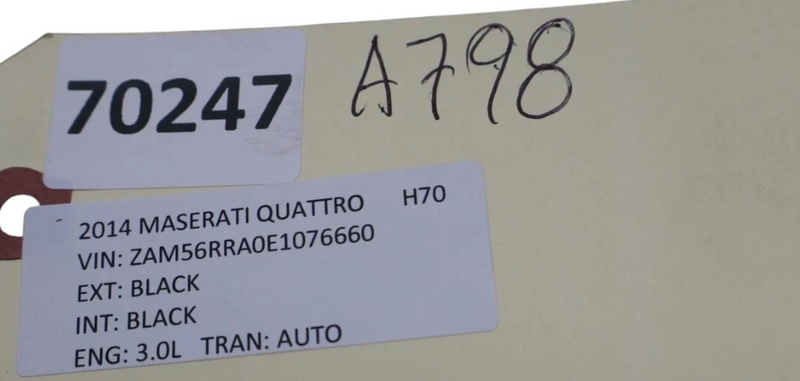 70247
A798
2014 MASERATI QUATTRO H70
VIN: ZAM56RRA0E1076660
EXT: BLACK
INT: BLACK
ENG: 3.0L TRAN: AUTO